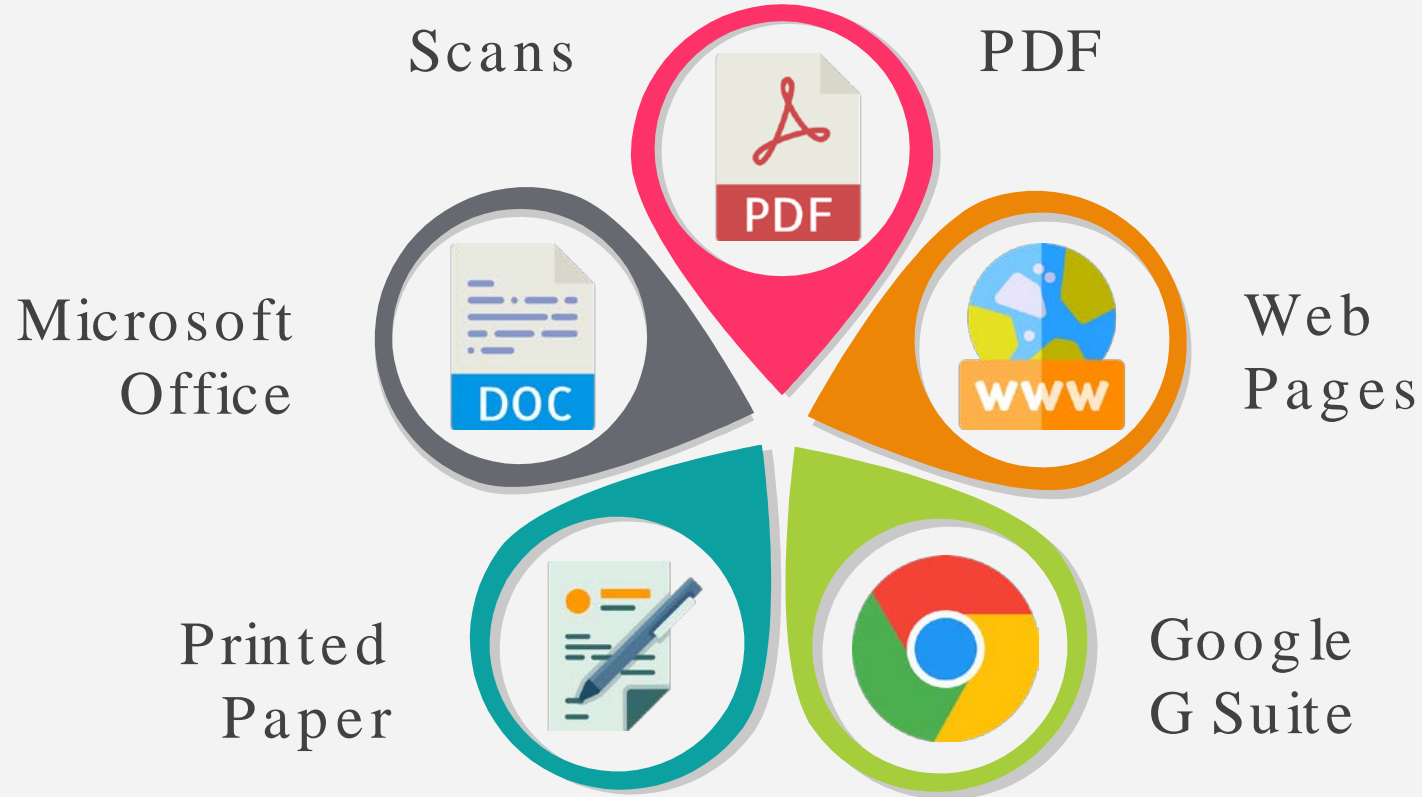 Scans
PDF
PDF
Microsoft
Office
DOC
Web
Pages
WWW
Printed
Paper
Google
G Suite